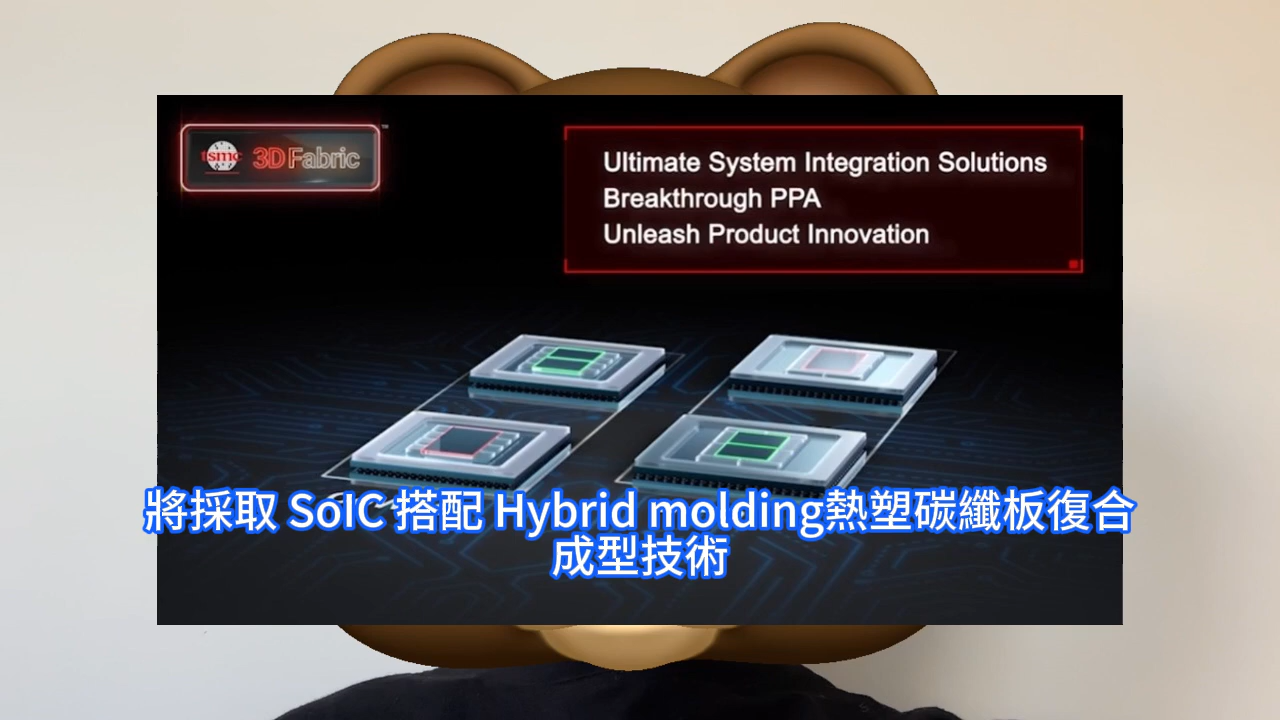 tsmc 3DFabric™
Ultimate System Integration Solutions
Breakthrough PPA
Unleash Product Innovation
將採取 SoIC 搭配 Hybrid molding熱塑碳纖板復合
成型技術